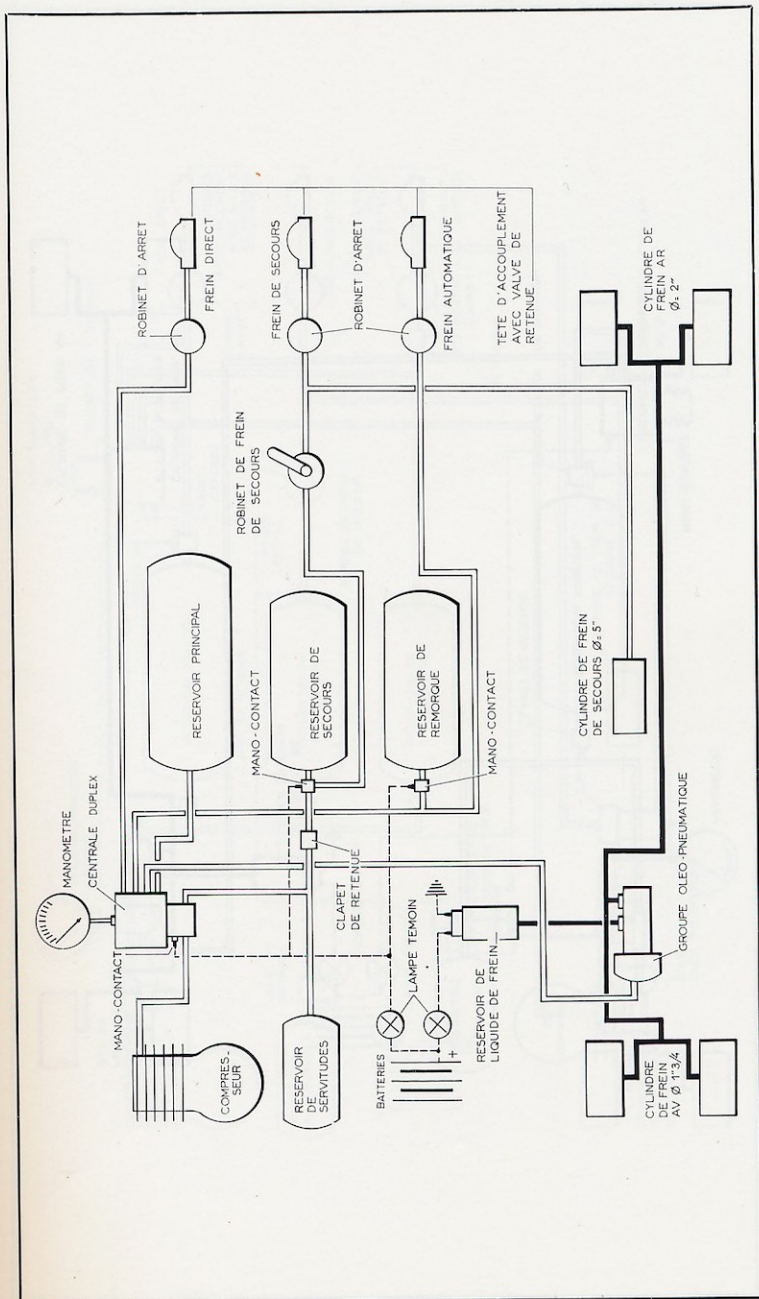 MANOMETRE
CENTRALE DUPLEX
MANO-CONTACT
COMPRES_
SEUR
RESERVOIR
DE
SERVITUDES
BATTERIES
+
LAMPE TEMOIN
RESERVOIR DE
LIQUIDE DE FREIN
CLAPET
DE RETENUE
MANO-CONTACT
RESERVOIR PRINCIPAL
RESERVOIR DE
SECOURS
RESERVOIR DE
REMORQUE
MANO-CONTACT
ROBINET DE FREIN
DE SECOURS
ROBINET D'ARRET
FREIN DIRECT
FREIN DE SECOURS
ROBINET D'ARRET
FREIN AUTOMATIQUE
TETE D'ACCOUPLEMENT
AVEC VALVE DE
RETENUE
CYLINDRE DE FREIN
DE SECOURS Ø= 5"
GROUPE OLEO-PNEUMATIQUE
CYLINDRE
DE FREIN
AV Ø 1"3/4
CYLINDRE DE
FREIN AR
Ø= 2"